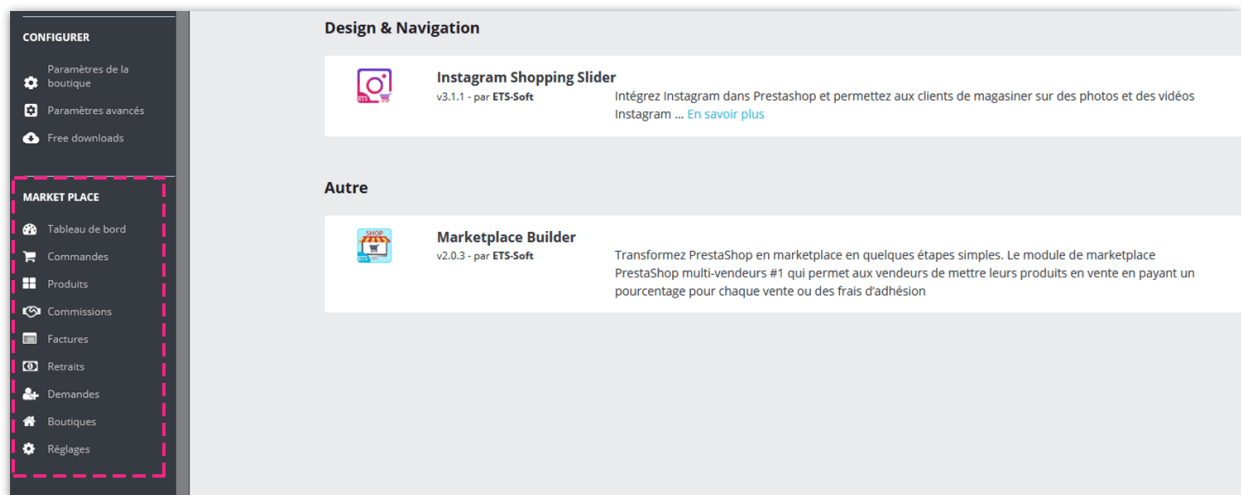 CONFIGURER
Paramètres de la
boutique
Paramètres avancés
Free downloads
MARKET PLACE
Tableau de bord
Commandes
Produits
Commissions
Factures
Retraits
Demandes
Boutiques
Réglages
Design & Navigation
Instagram Shopping Slider
v3.1.1 - par ETS-Soft
Intégrez Instagram dans Prestashop et permettez aux clients de magasiner sur des photos et des vidéos
Instagram ... En savoir plus
Autre
SHOP
ETS
Marketplace Builder
v2.0.3 - par ETS-Soft
Transformez PrestaShop en marketplace en quelques étapes simples. Le module de marketplace
PrestaShop multi-vendeurs #1 qui permet aux vendeurs de mettre leurs produits en vente en payant un
pourcentage pour chaque vente ou des frais d’adhésion